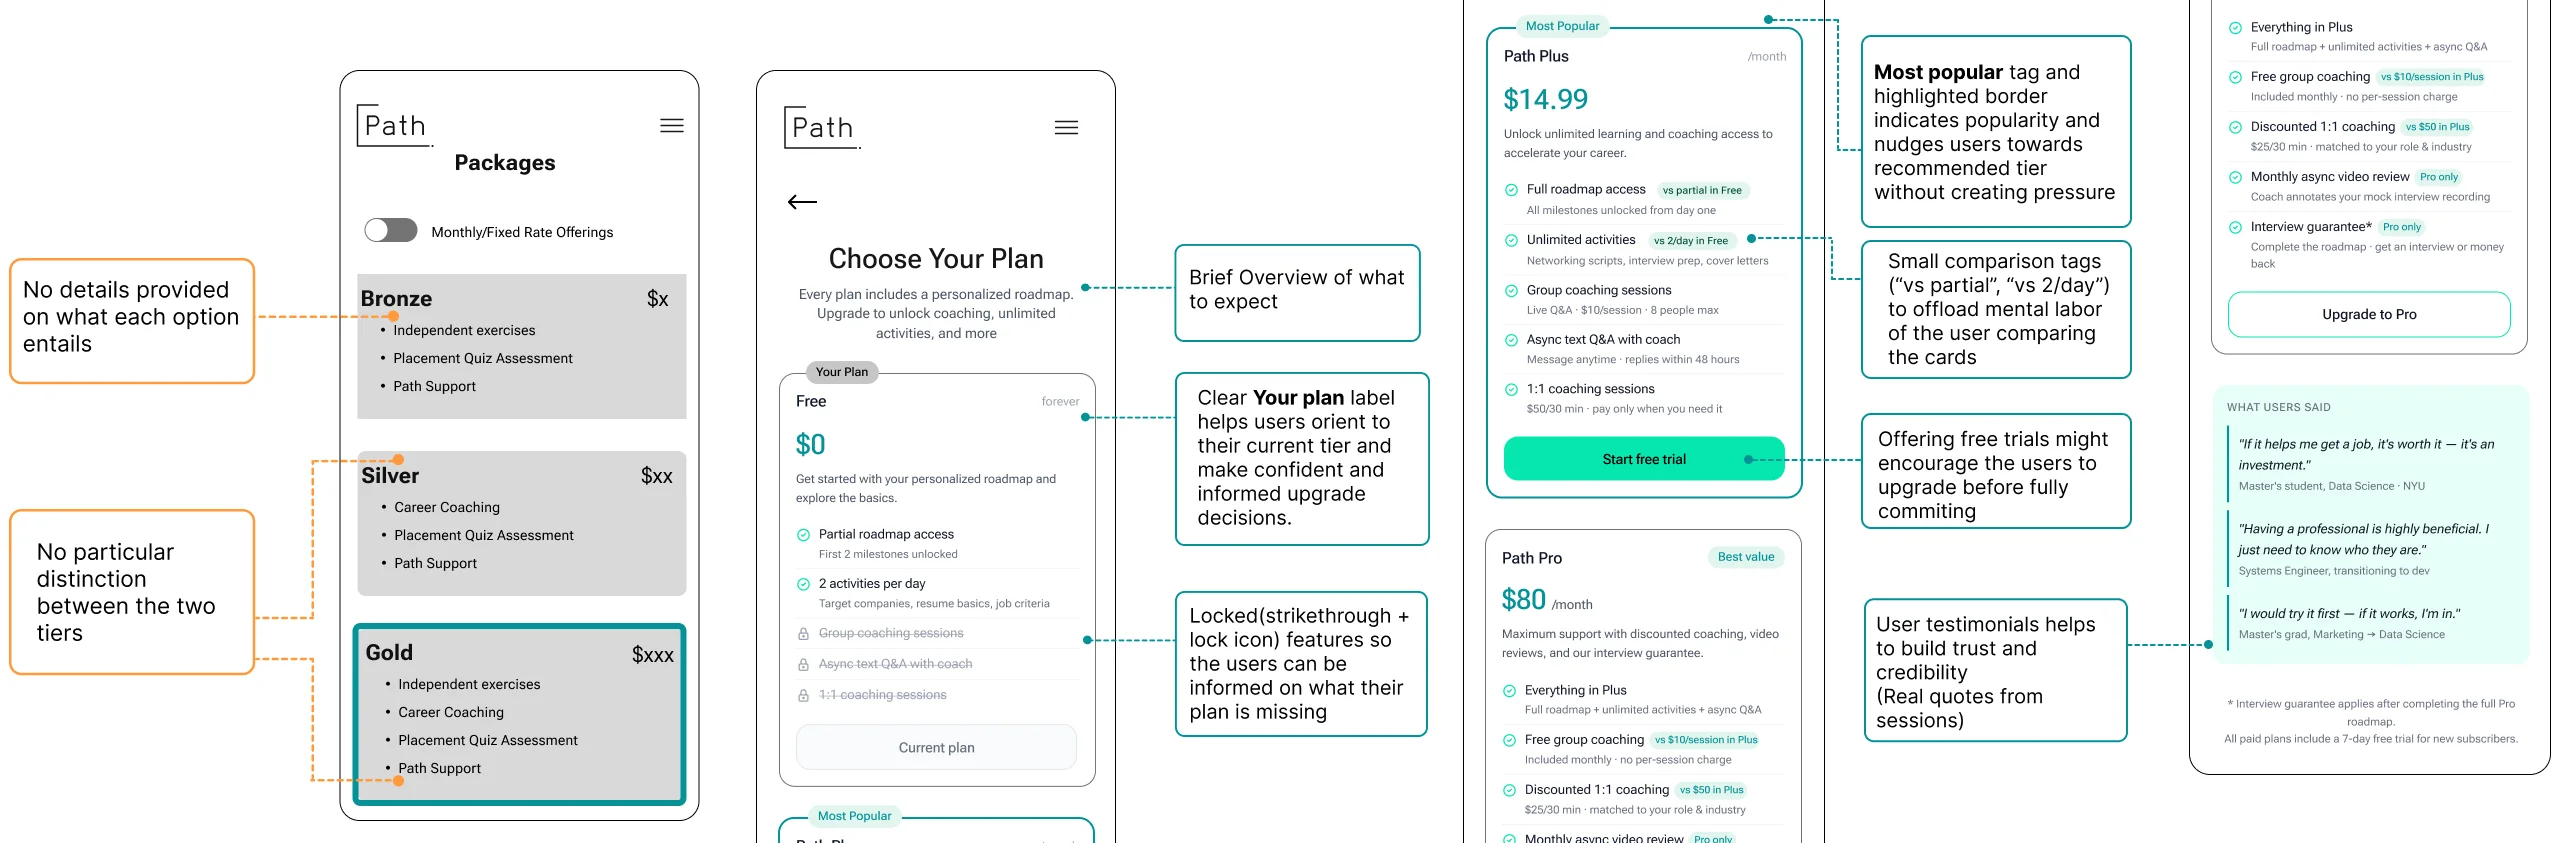 No details provided
on what each option
entails
No particular
distinction
between the two
tiers
Path
Packages
Monthly/Fixed Rate Offerings
Bronze
$x
• Independent exercises
• Placement Quiz Assessment
• Path Support
Silver
$xx
• Career Coaching
• Placement Quiz Assessment
• Path Support
Gold
$xxx
• Independent exercises
• Career Coaching
• Placement Quiz Assessment
• Path Support
Path
Choose Your Plan
Every plan includes a personalized roadmap.
Upgrade to unlock coaching, unlimited
activities, and more
Your Plan
Free
forever
$0
Get started with your personalized roadmap and
explore the basics.
Partial roadmap access
First 2 milestones unlocked
2 activities per day
Target companies, resume basics, job criteria
Group coaching sessions
Async text Q&A with coach
1:1 coaching sessions
Current plan
Most Popular
Brief Overview of what
to expect
Clear Your plan label
helps users orient to
their current tier and
make confident and
informed upgrade
decisions.
Locked(strikethrough +
lock icon) features so
the users can be
informed on what their
plan is missing
Most Popular
Path Plus
/month
$14.99
Unlock unlimited learning and coaching access to
accelerate your career.
Full roadmap access
vs partial in Free
All milestones unlocked from day one
Unlimited activities
vs 2/day in Free
Networking scripts, interview prep, cover letters
Group coaching sessions
Live Q&A · $10/session · 8 people max
Async text Q&A with coach
Message anytime · replies within 48 hours
1:1 coaching sessions
$50/30 min · pay only when you need it
Start free trial
Path Pro
Best value
$80 /month
Maximum support with discounted coaching, video
reviews, and our interview guarantee.
Everything in Plus
Full roadmap + unlimited activities + async Q&A
Free group coaching
vs $10/session in Plus
Included monthly · no per-session charge
Discounted 1:1 coaching
vs $50 in Plus
$25/30 min · matched to your role & industry
Monthly async video review
Pro only
Most popular tag and
highlighted border
indicates popularity and
nudges users towards
recommended tier
without creating pressure
Small comparison tags
(“vs partial”, “vs 2/day”)
to offload mental labor
of the user comparing
the cards
Offering free trials might
encourage the users to
upgrade before fully
commiting
User testimonials helps
to build trust and
credibility
(Real quotes from
sessions)
Everything in Plus
Full roadmap + unlimited activities + async Q&A
Free group coaching
vs $10/session in Plus
Included monthly · no per-session charge
Discounted 1:1 coaching
vs $50 in Plus
$25/30 min · matched to your role & industry
Monthly async video review
Pro only
Coach annotates your mock interview recording
Interview guarantee*
Pro only
Complete the roadmap · get an interview or money
back
Upgrade to Pro
WHAT USERS SAID
"If it helps me get a job, it's worth it — it's an
investment."
Master's student, Data Science · NYU
"Having a professional is highly beneficial. I
just need to know who they are."
Systems Engineer, transitioning to dev
"I would try it first — if it works, I'm in."
Master's grad, Marketing → Data Science
* Interview guarantee applies after completing the full Pro
roadmap.
All paid plans include a 7-day free trial for new subscribers.